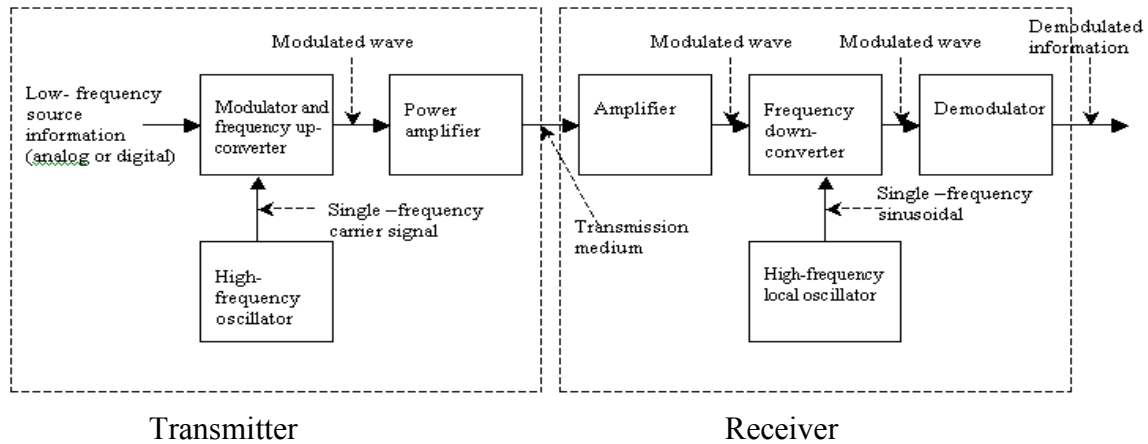 Modulated wave
Low- frequency
source
information
(analog or digital)
Modulator and
frequency up-
converter
Power
amplifier
Single –frequency
carrier signal
High-
frequency
oscillator
Transmission
medium
Modulated wave
Modulated wave
Demodulated
information
Amplifier
Frequency
down-
converter
Demodulator
Single –frequency
sinusoidal
High-frequency
local oscillator
Transmitter
Receiver